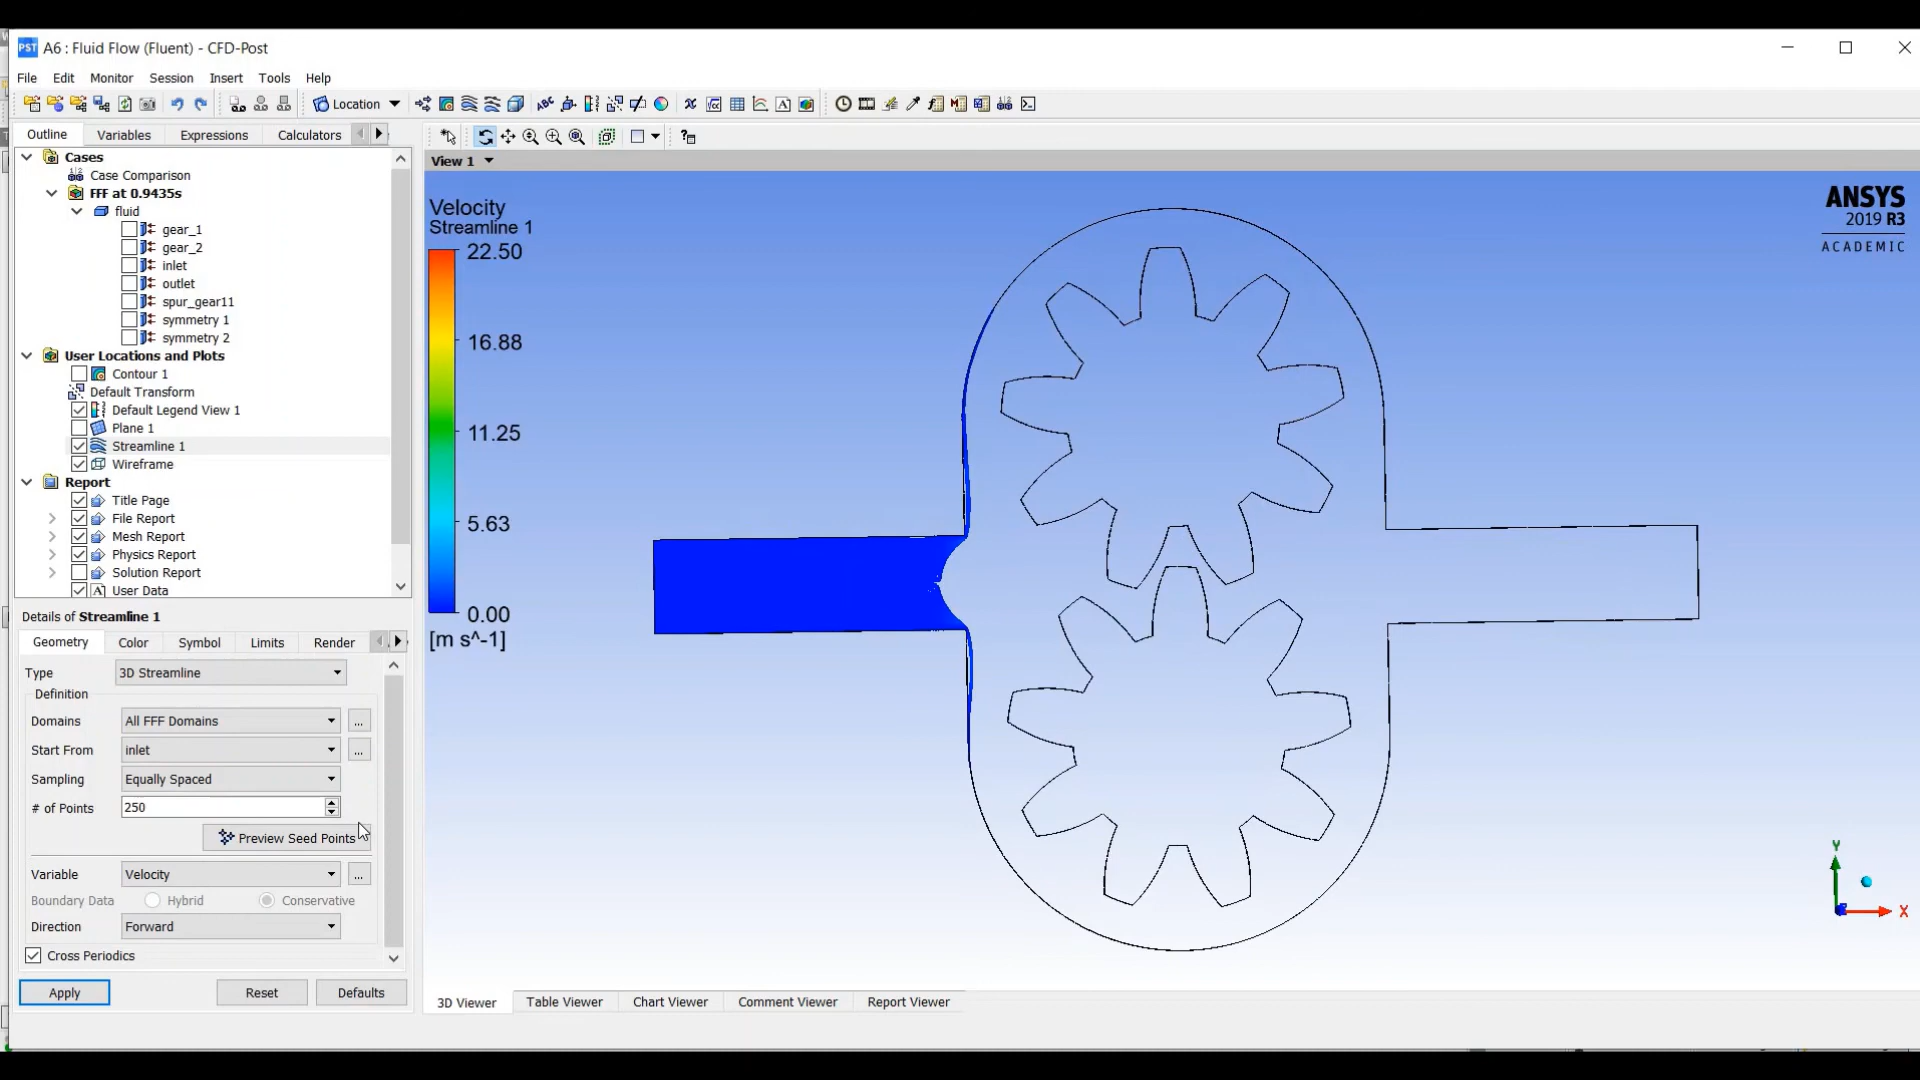 PST A6 : Fluid Flow (Fluent) - CFD-Post
File Edit Monitor Session Insert Tools Help
Location
Outline Variables Expressions Calculators
View 1
Cases
Case Comparison
FFF at 0.9435s
fluid
gear_1
gear_2
inlet
outlet
spur_gear11
symmetry 1
symmetry 2
User Locations and Plots
Contour 1
Default Transform
Default Legend View 1
Plane 1
Streamline 1
Wireframe
Report
Title Page
File Report
Mesh Report
Physics Report
Solution Report
User Data
Details of Streamline 1
Geometry Color Symbol Limits Render
Type 3D Streamline
Definition
Domains All FFF Domains ...
Start From inlet ...
Sampling Equally Spaced
# of Points 250
Preview Seed Points
Variable Velocity ...
Boundary Data Hybrid Conservative
Direction Forward
Cross Periodics
Apply Reset Defaults
Velocity
Streamline 1
22.50
16.88
11.25
5.63
0.00
[m s^-1]
ANSYS
2019 R3
ACADEMIC
Y
X
3D Viewer Table Viewer Chart Viewer Comment Viewer Report Viewer